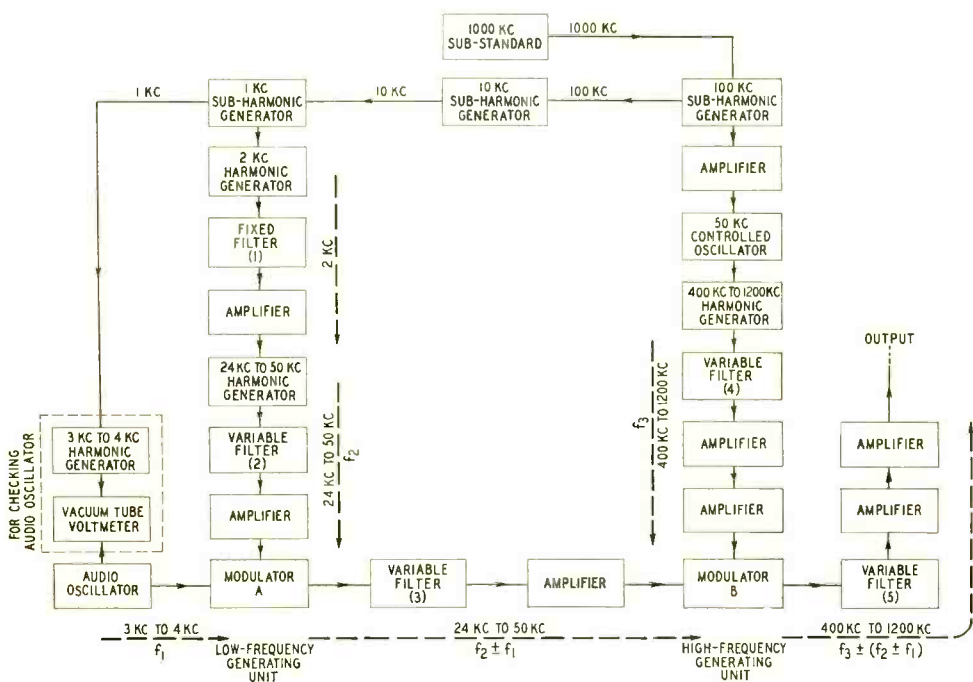 1000 KC
SUB-STANDARD
1000 KC
1 KC
1 KC
SUB-HARMONIC
GENERATOR
10 KC
10 KC
SUB-HARMONIC
GENERATOR
100 KC
100 KC
SUB-HARMONIC
GENERATOR
2 KC
HARMONIC
GENERATOR
FIXED
FILTER
(1)
2 KC
AMPLIFIER
24 KC TO 50 KC
HARMONIC
GENERATOR
VARIABLE
FILTER
(2)
24 KC TO 50 KC
f2
AMPLIFIER
AMPLIFIER
50 KC
CONTROLLED
OSCILLATOR
400 KC TO 1200 KC
HARMONIC
GENERATOR
f3
400 KC TO 1200 KC
VARIABLE
FILTER
(4)
AMPLIFIER
AMPLIFIER
OUTPUT
AMPLIFIER
AMPLIFIER
FOR CHECKING
AUDIO OSCILLATOR
3 KC TO 4 KC
HARMONIC
GENERATOR
VACUUM TUBE
VOLTMETER
AUDIO
OSCILLATOR
MODULATOR
A
VARIABLE
FILTER
(3)
AMPLIFIER
MODULATOR
B
VARIABLE
FILTER
(5)
3 KC TO 4 KC
f1
LOW-FREQUENCY
GENERATING
UNIT
24 KC TO 50 KC
f2 ± f1
HIGH-FREQUENCY
GENERATING
UNIT
400 KC TO 1200 KC
f3 ± (f2 ± f1)